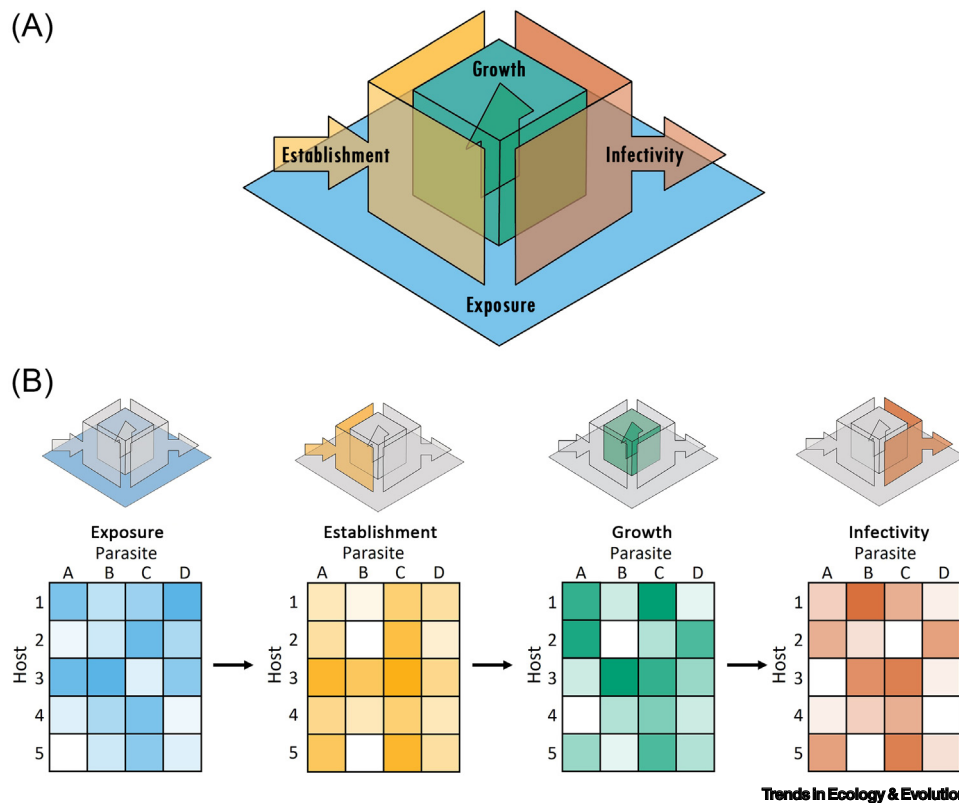 (A)
Growth
Establishment
Infectivity
Exposure
(B)
Exposure
Parasite
A B C D
Host
1
2
3
4
5
Establishment
Parasite
A B C D
Host
1
2
3
4
5
Growth
Parasite
A B C D
Host
1
2
3
4
5
Infectivity
Parasite
A B C D
Host
1
2
3
4
5
Trends in Ecology & Evolution